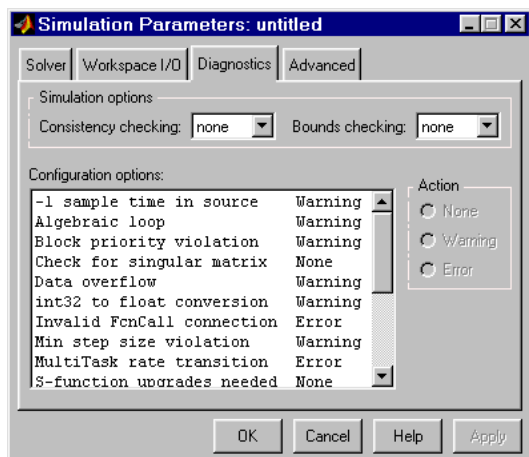 Simulation Parameters: untitled
Solver Workspace I/O Diagnostics Advanced
Simulation options
Consistency checking: none Bounds checking: none
Configuration options:
Action
-1 sample time in source Warning
Algebraic loop Warning
Block priority violation Warning
Check for singular matrix None
Data overflow Warning
int32 to float conversion Warning
Invalid FcnCall connection Error
Min step size violation Warning
MultiTask rate transition Error
S-function upgrades needed None
None
Warning
Error
OK Cancel Help Apply